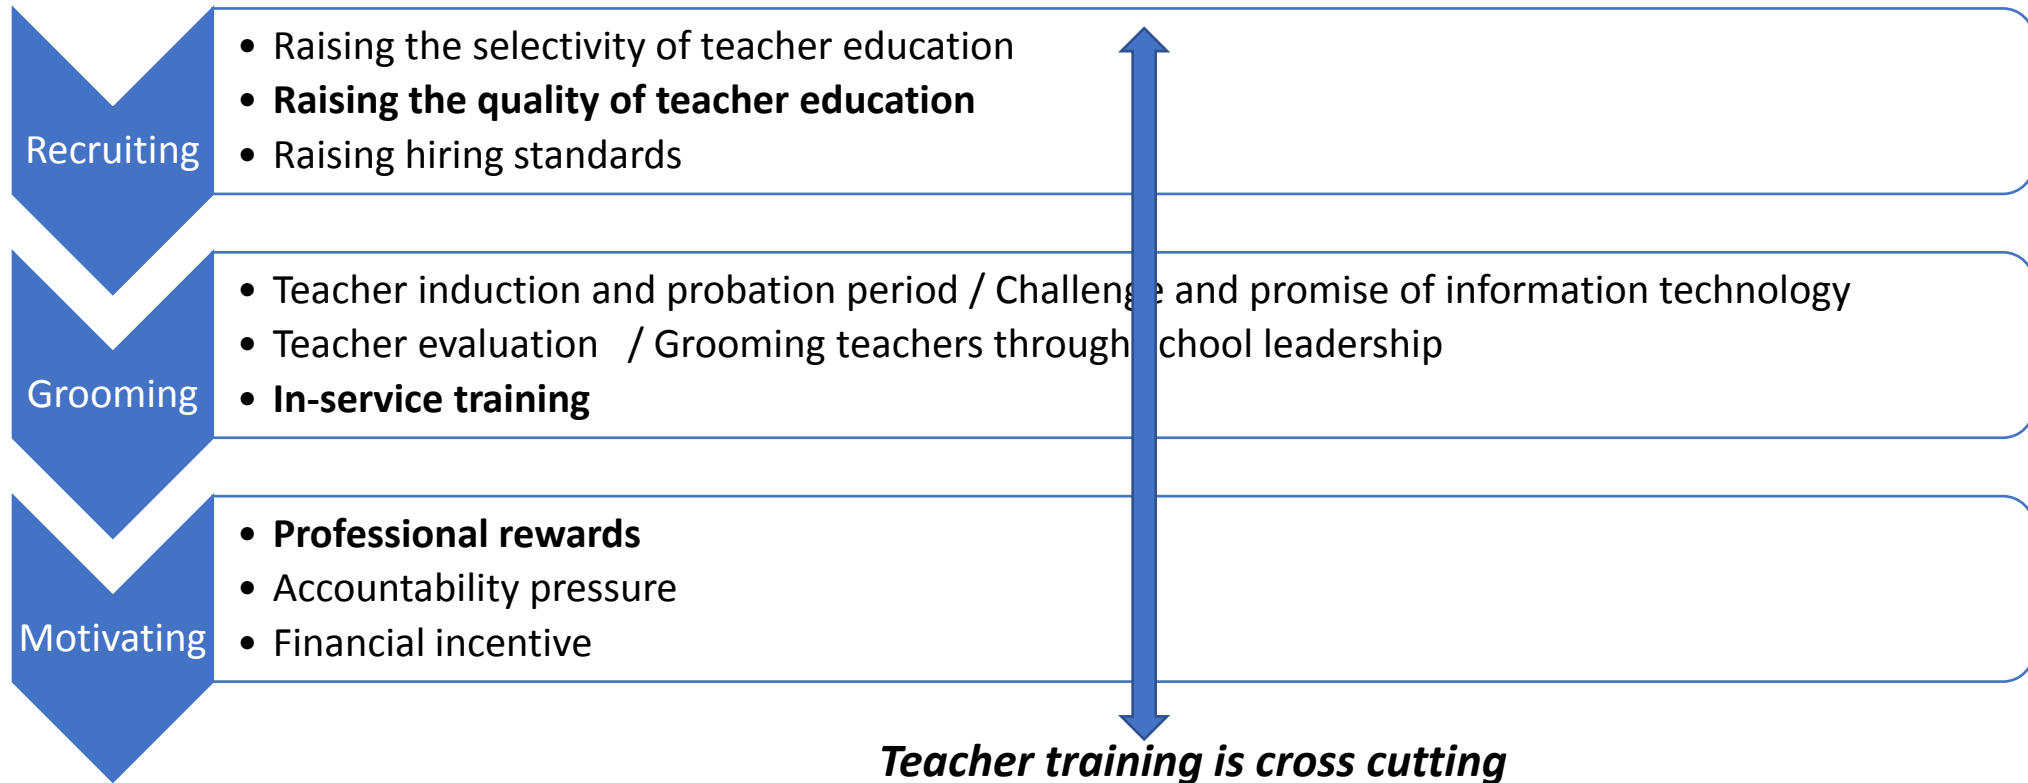 Recruiting
• Raising the selectivity of teacher education
• Raising the quality of teacher education
• Raising hiring standards
Grooming
• Teacher induction and probation period / Challenge and promise of information technology
• Teacher evaluation / Grooming teachers through school leadership
• In-service training
Motivating
• Professional rewards
• Accountability pressure
• Financial incentive
Teacher training is cross cutting